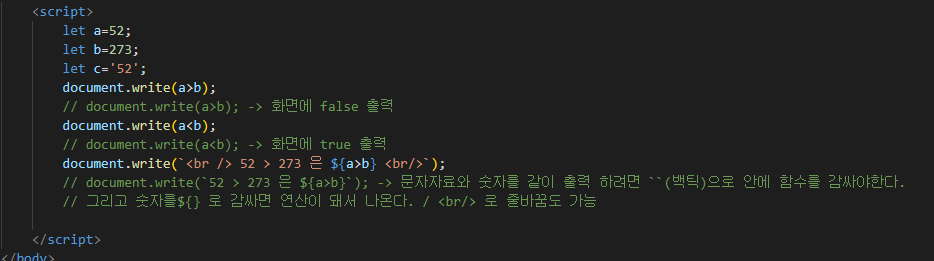 <script>
let a=52;
let b=273;
let c='52';
document.write(a>b);
// document.write(a>b); -> 화면에 false 출력
document.write(a<b);
// document.write(a<b); -> 화면에 true 출력
document.write(`<br /> 52 > 273 은 ${a>b} <br/>`);
// document.write(`52 > 273 은 ${a>b}`); -> 문자자료와 숫자를 같이 출력 하려면 ``(백틱)으로 안에 함수를 감싸야한다.
// 그리고 숫자를${} 로 감싸면 연산이 돼서 나온다. / <br/> 로 줄바꿈도 가능
</script>
</body>